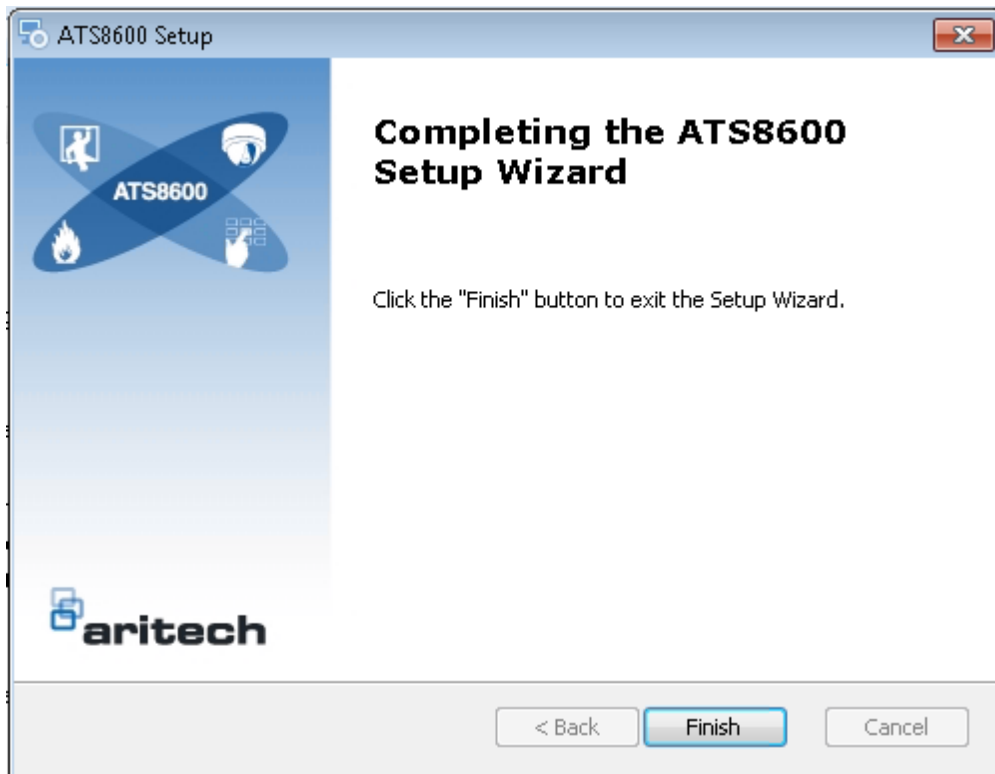 ATS8600 Setup
ATS8600
Completing the ATS8600
Setup Wizard
Click the "Finish" button to exit the Setup Wizard.
aritech
< Back
Finish
Cancel